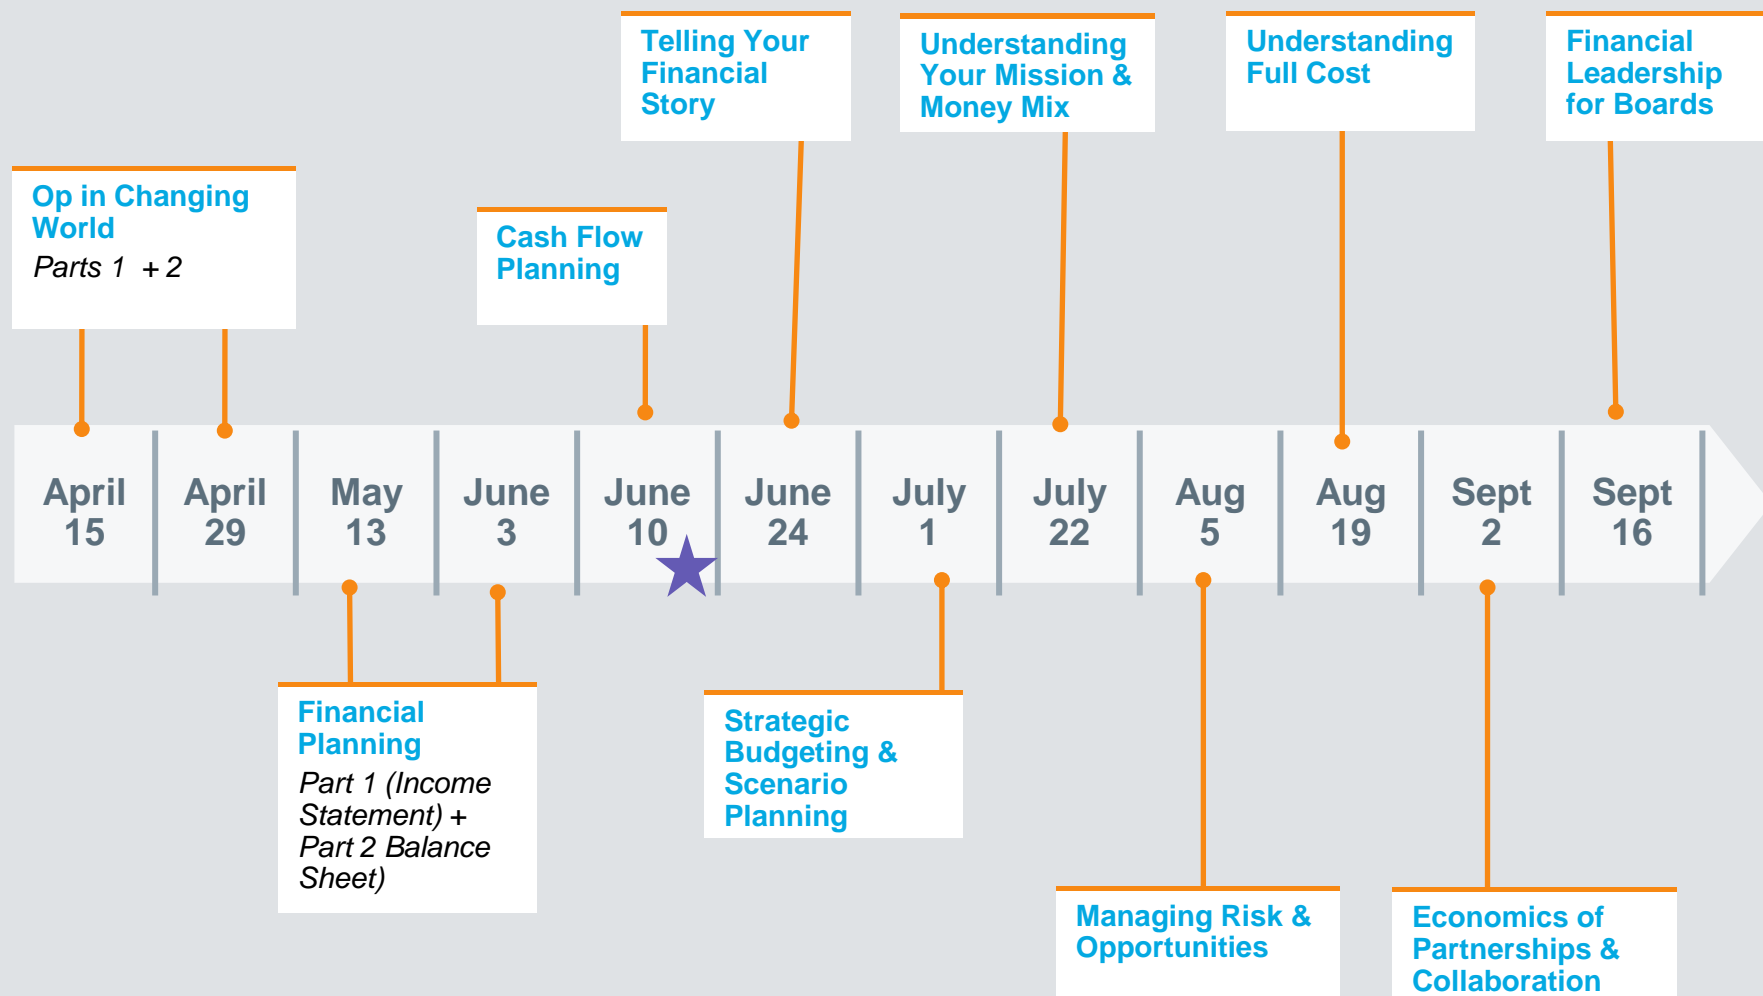 Telling Your
Financial
Story
Understanding
Your Mission &
Money Mix
Understanding
Full Cost
Financial
Leadership
for Boards
Op in Changing
World
Parts 1 + 2
Cash Flow
Planning
April
15
April
29
May
13
June
3
June
10
June
24
July
1
July
22
Aug
5
Aug
19
Sept
2
Sept
16
Financial
Planning
Part 1 (Income
Statement) +
Part 2 Balance
Sheet)
Strategic
Budgeting &
Scenario
Planning
Managing Risk &
Opportunities
Economics of
Partnerships &
Collaboration